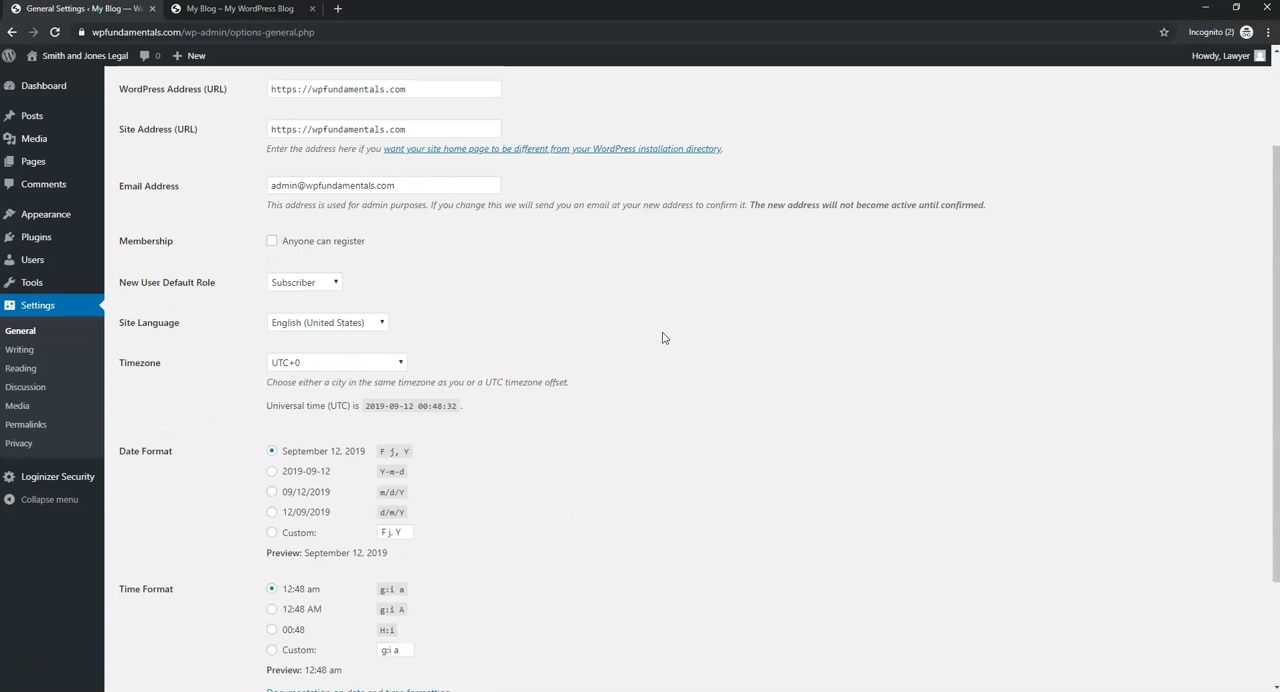 General Settings ‹ My Blog — W
My Blog – My WordPress Blog
wpfundamentals.com/wp-admin/options-general.php
Incognito (2)
Smith and Jones Legal
0
New
Howdy, Lawyer
Dashboard
Posts
Media
Pages
Comments
Appearance
Plugins
Users
Tools
Settings
General
Writing
Reading
Discussion
Media
Permalinks
Privacy
Loginizer Security
Collapse menu
WordPress Address (URL)
https://wpfundamentals.com
Site Address (URL)
https://wpfundamentals.com
Enter the address here if you want your site home page to be different from your WordPress installation directory.
Email Address
admin@wpfundamentals.com
This address is used for admin purposes. If you change this we will send you an email at your new address to confirm it. The new address will not become active until confirmed.
Membership
Anyone can register
New User Default Role
Subscriber
Site Language
English (United States)
Timezone
UTC+0
Choose either a city in the same timezone as you or a UTC timezone offset.
Universal time (UTC) is 2019-09-12 00:48:32 .
Date Format
September 12, 2019 F j, Y
2019-09-12 Y-m-d
09/12/2019 m/d/Y
12/09/2019 d/m/Y
Custom: F j, Y
Preview: September 12, 2019
Time Format
12:48 am g:i a
12:48 AM g:i A
00:48 H:i
Custom: g:i a
Preview: 12:48 am
Documentation on date and time formatting